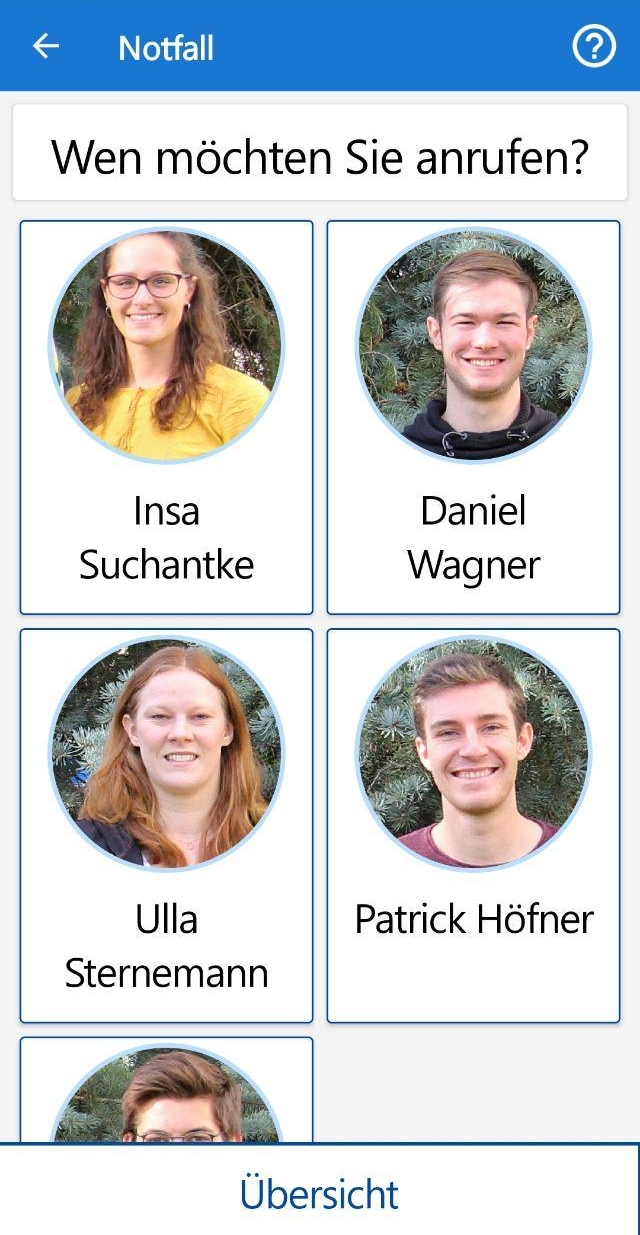 Notfall
Wen möchten Sie anrufen?
Insa
Suchantke
Daniel
Wagner
Ulla
Sternemann
Patrick Höfner
Übersicht